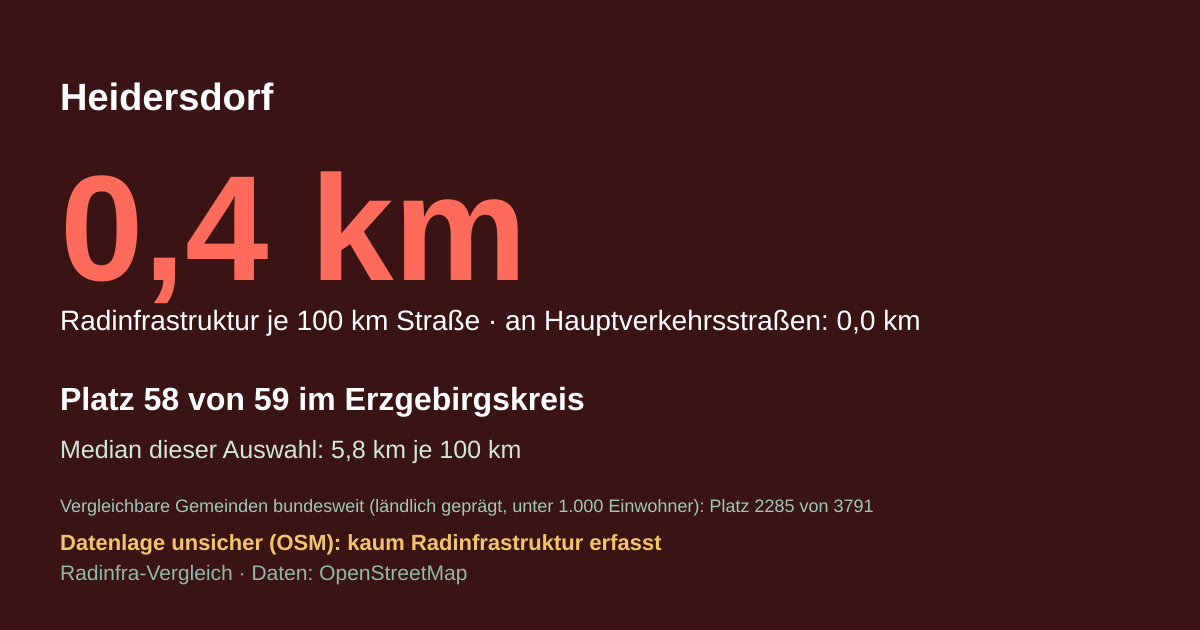 Heidersdorf
0,4 km
Radinfrastruktur je 100 km Straße · an Hauptverkehrsstraßen: 0,0 km
Platz 58 von 59 im Erzgebirgskreis
Median dieser Auswahl: 5,8 km je 100 km
Vergleichbare Gemeinden bundesweit (ländlich geprägt, unter 1.000 Einwohner): Platz 2285 von 3791
Datenlage unsicher (OSM): kaum Radinfrastruktur erfasst
Radinfra-Vergleich · Daten: OpenStreetMap